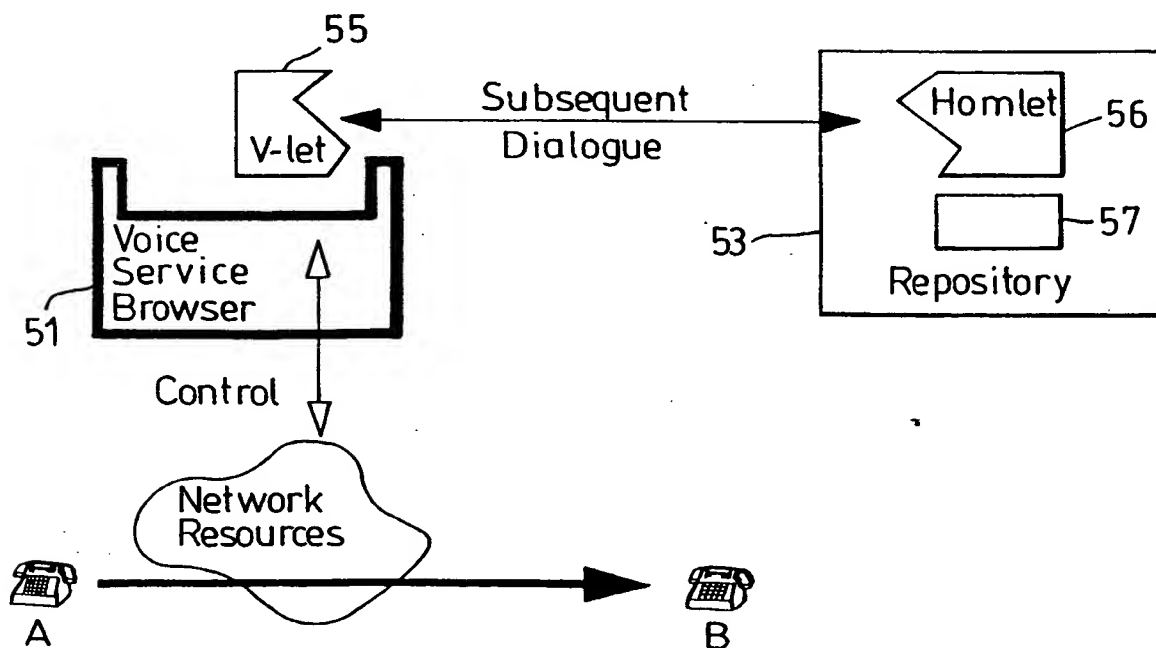 55
V-let
Subsequent
Dialogue
Homlet
56
57
53
Repository
Voice
Service
Browser
51
Control
Network
Resources
A
B